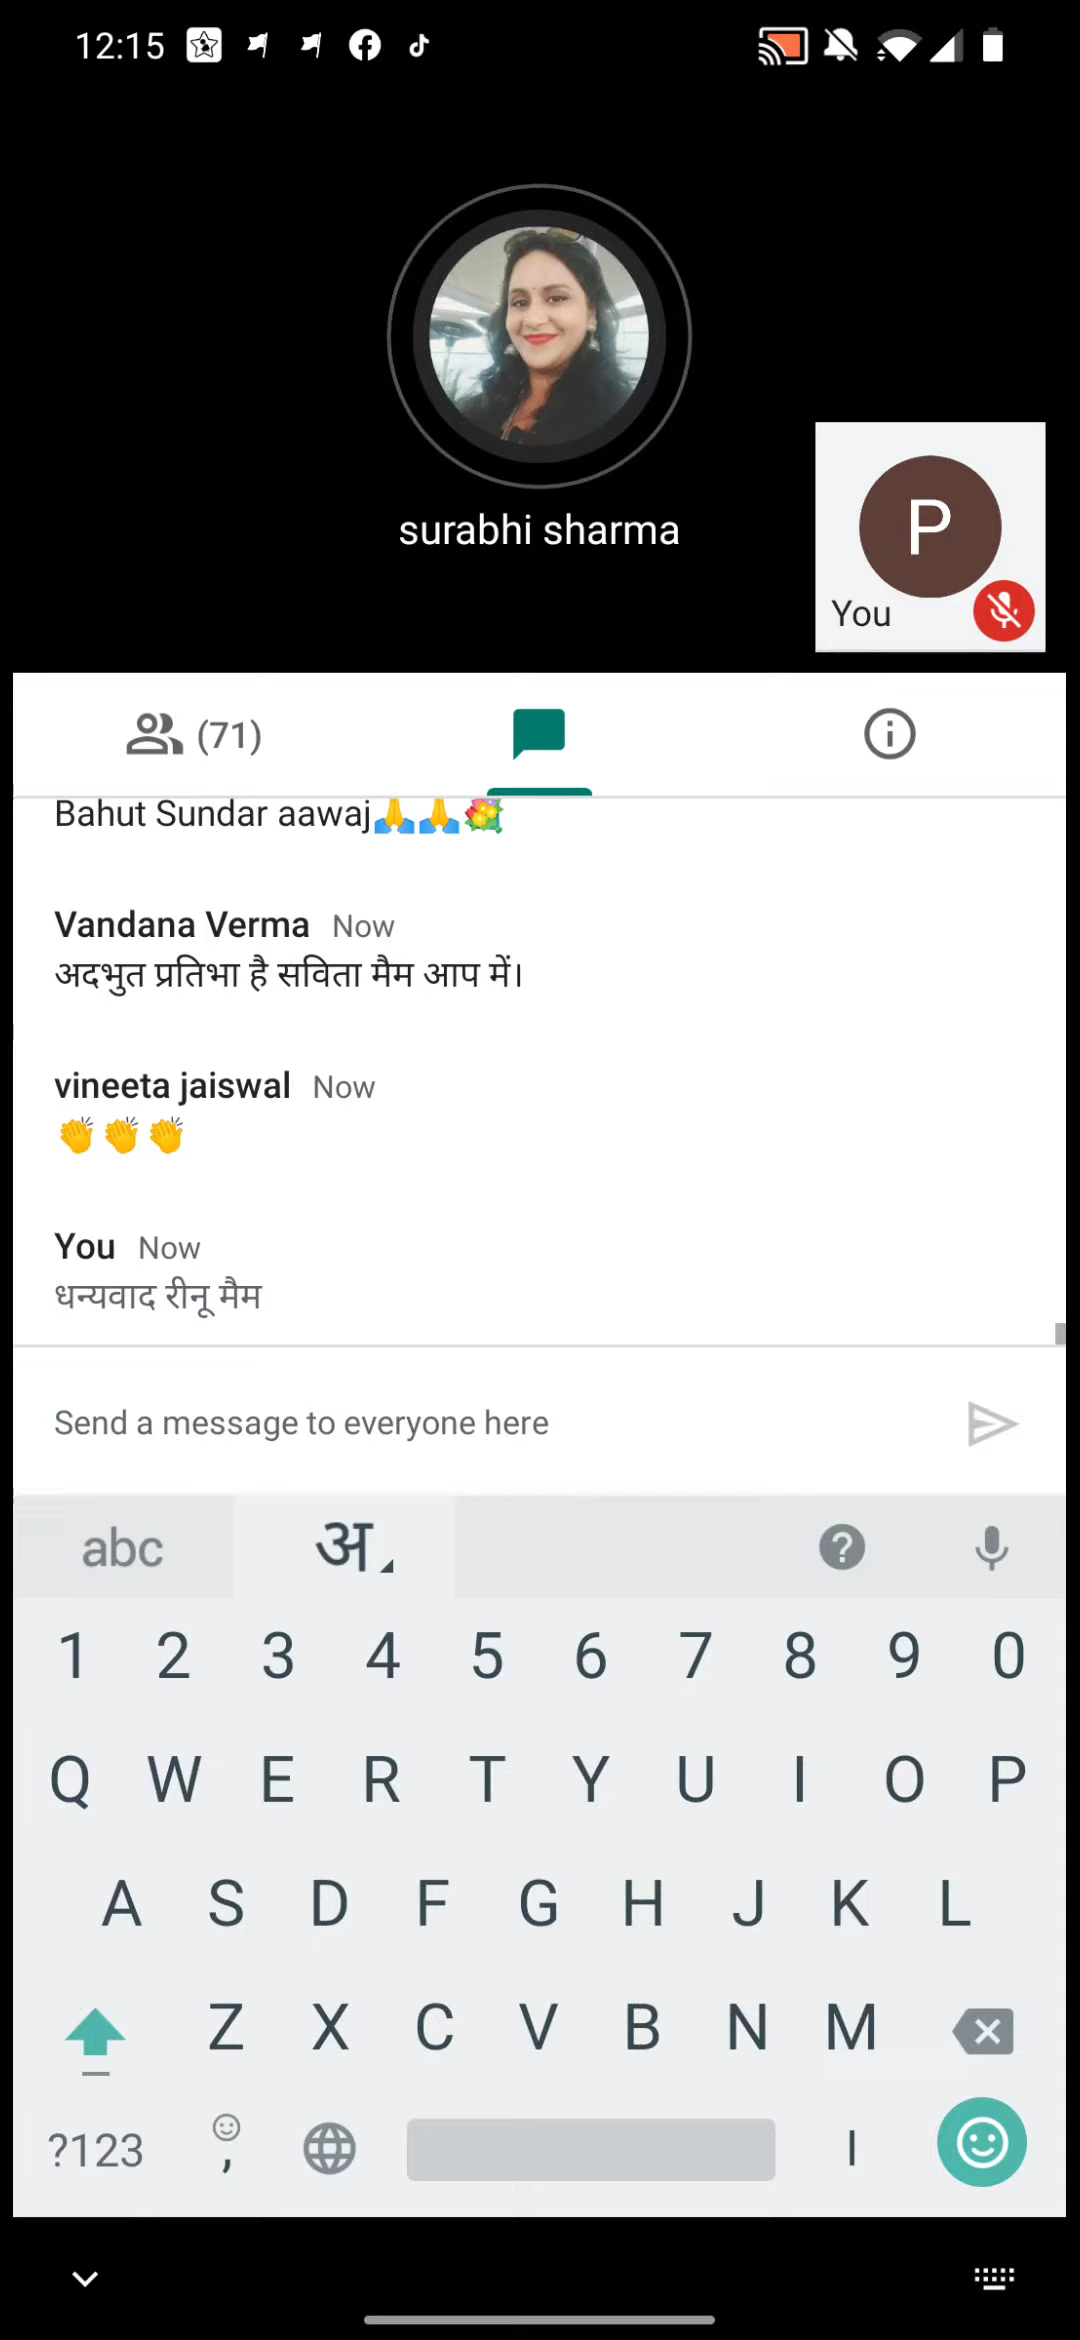 12:15
surabhi sharma
P
You
(71)
Bahut Sundar aawaj🙏🙏💐
Vandana Verma Now
अदभुत प्रतिभा है सविता मैम आप में।
vineeta jaiswal Now
👏👏👏
You Now
धन्यवाद रीनू मैम
Send a message to everyone here
abc अ
1 2 3 4 5 6 7 8 9 0
Q W E R T Y U I O P
A S D F G H J K L
Z X C V B N M
?123 , ।